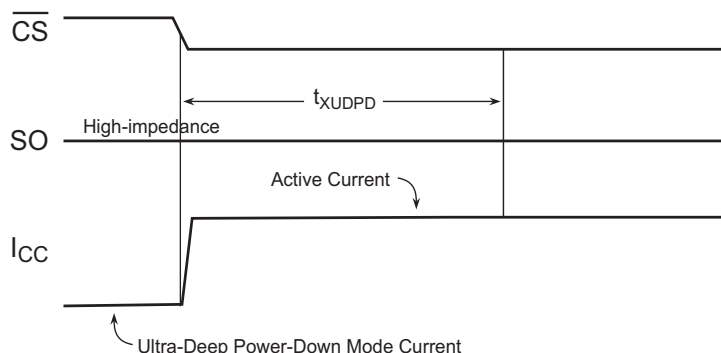 CS
tXUDPD
High-impedance
SO
Active Current
ICC
Ultra-Deep Power-Down Mode Current